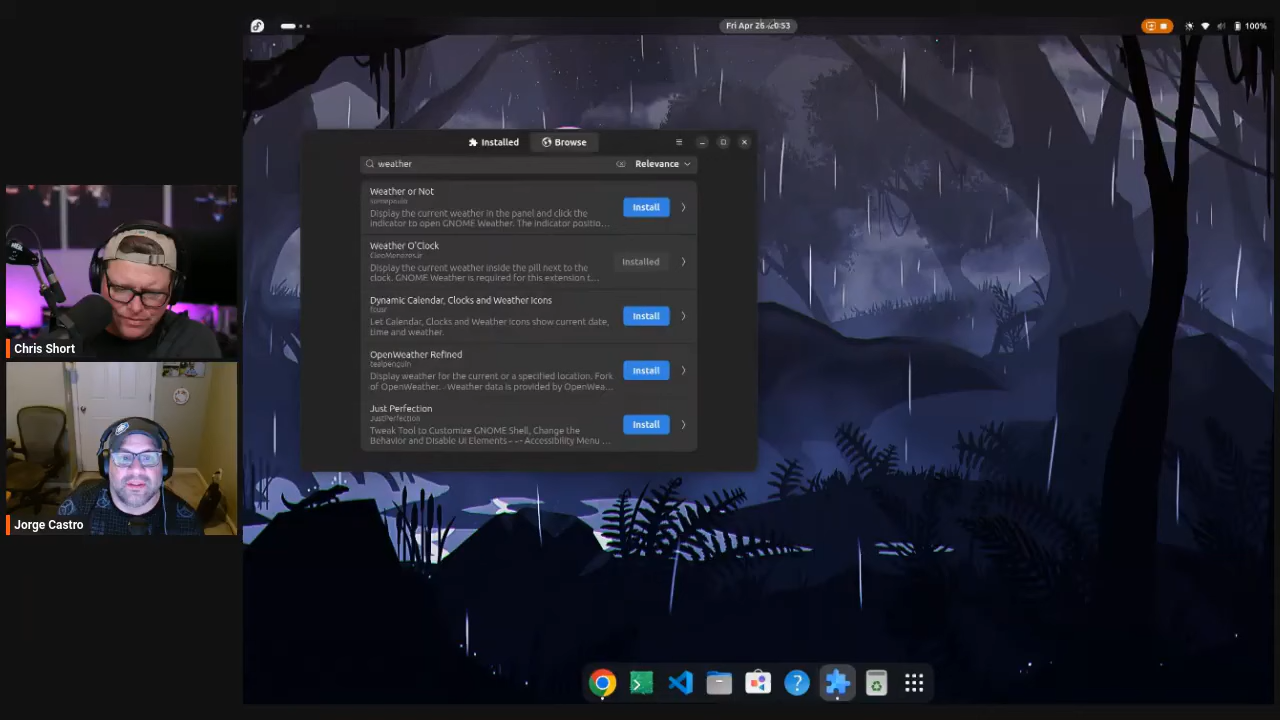 Fri Apr 26
100%
Installed
Browse
weather
Relevance
Weather or Not
Display the current weather in the panel and click the
indicator to open GNOME Weather. The indicator positio...
Install
Weather O'Clock
Display the current weather inside the pill next to the
clock. GNOME Weather is required for this extension t...
Installed
Dynamic Calendar, Clocks and Weather Icons
Let Calendar, Clocks and Weather Icons show current date,
time and weather.
Install
OpenWeather Refined
Display weather for the current or a specified location. Fork
of OpenWeather. - Weather data is provided by OpenWea...
Install
Just Perfection
JustPerfection
Tweak Tool to Customize GNOME Shell, Change the
Behavior and Disable UI Elements - - - Accessibility Menu ...
Install
Chris Short
Jorge Castro